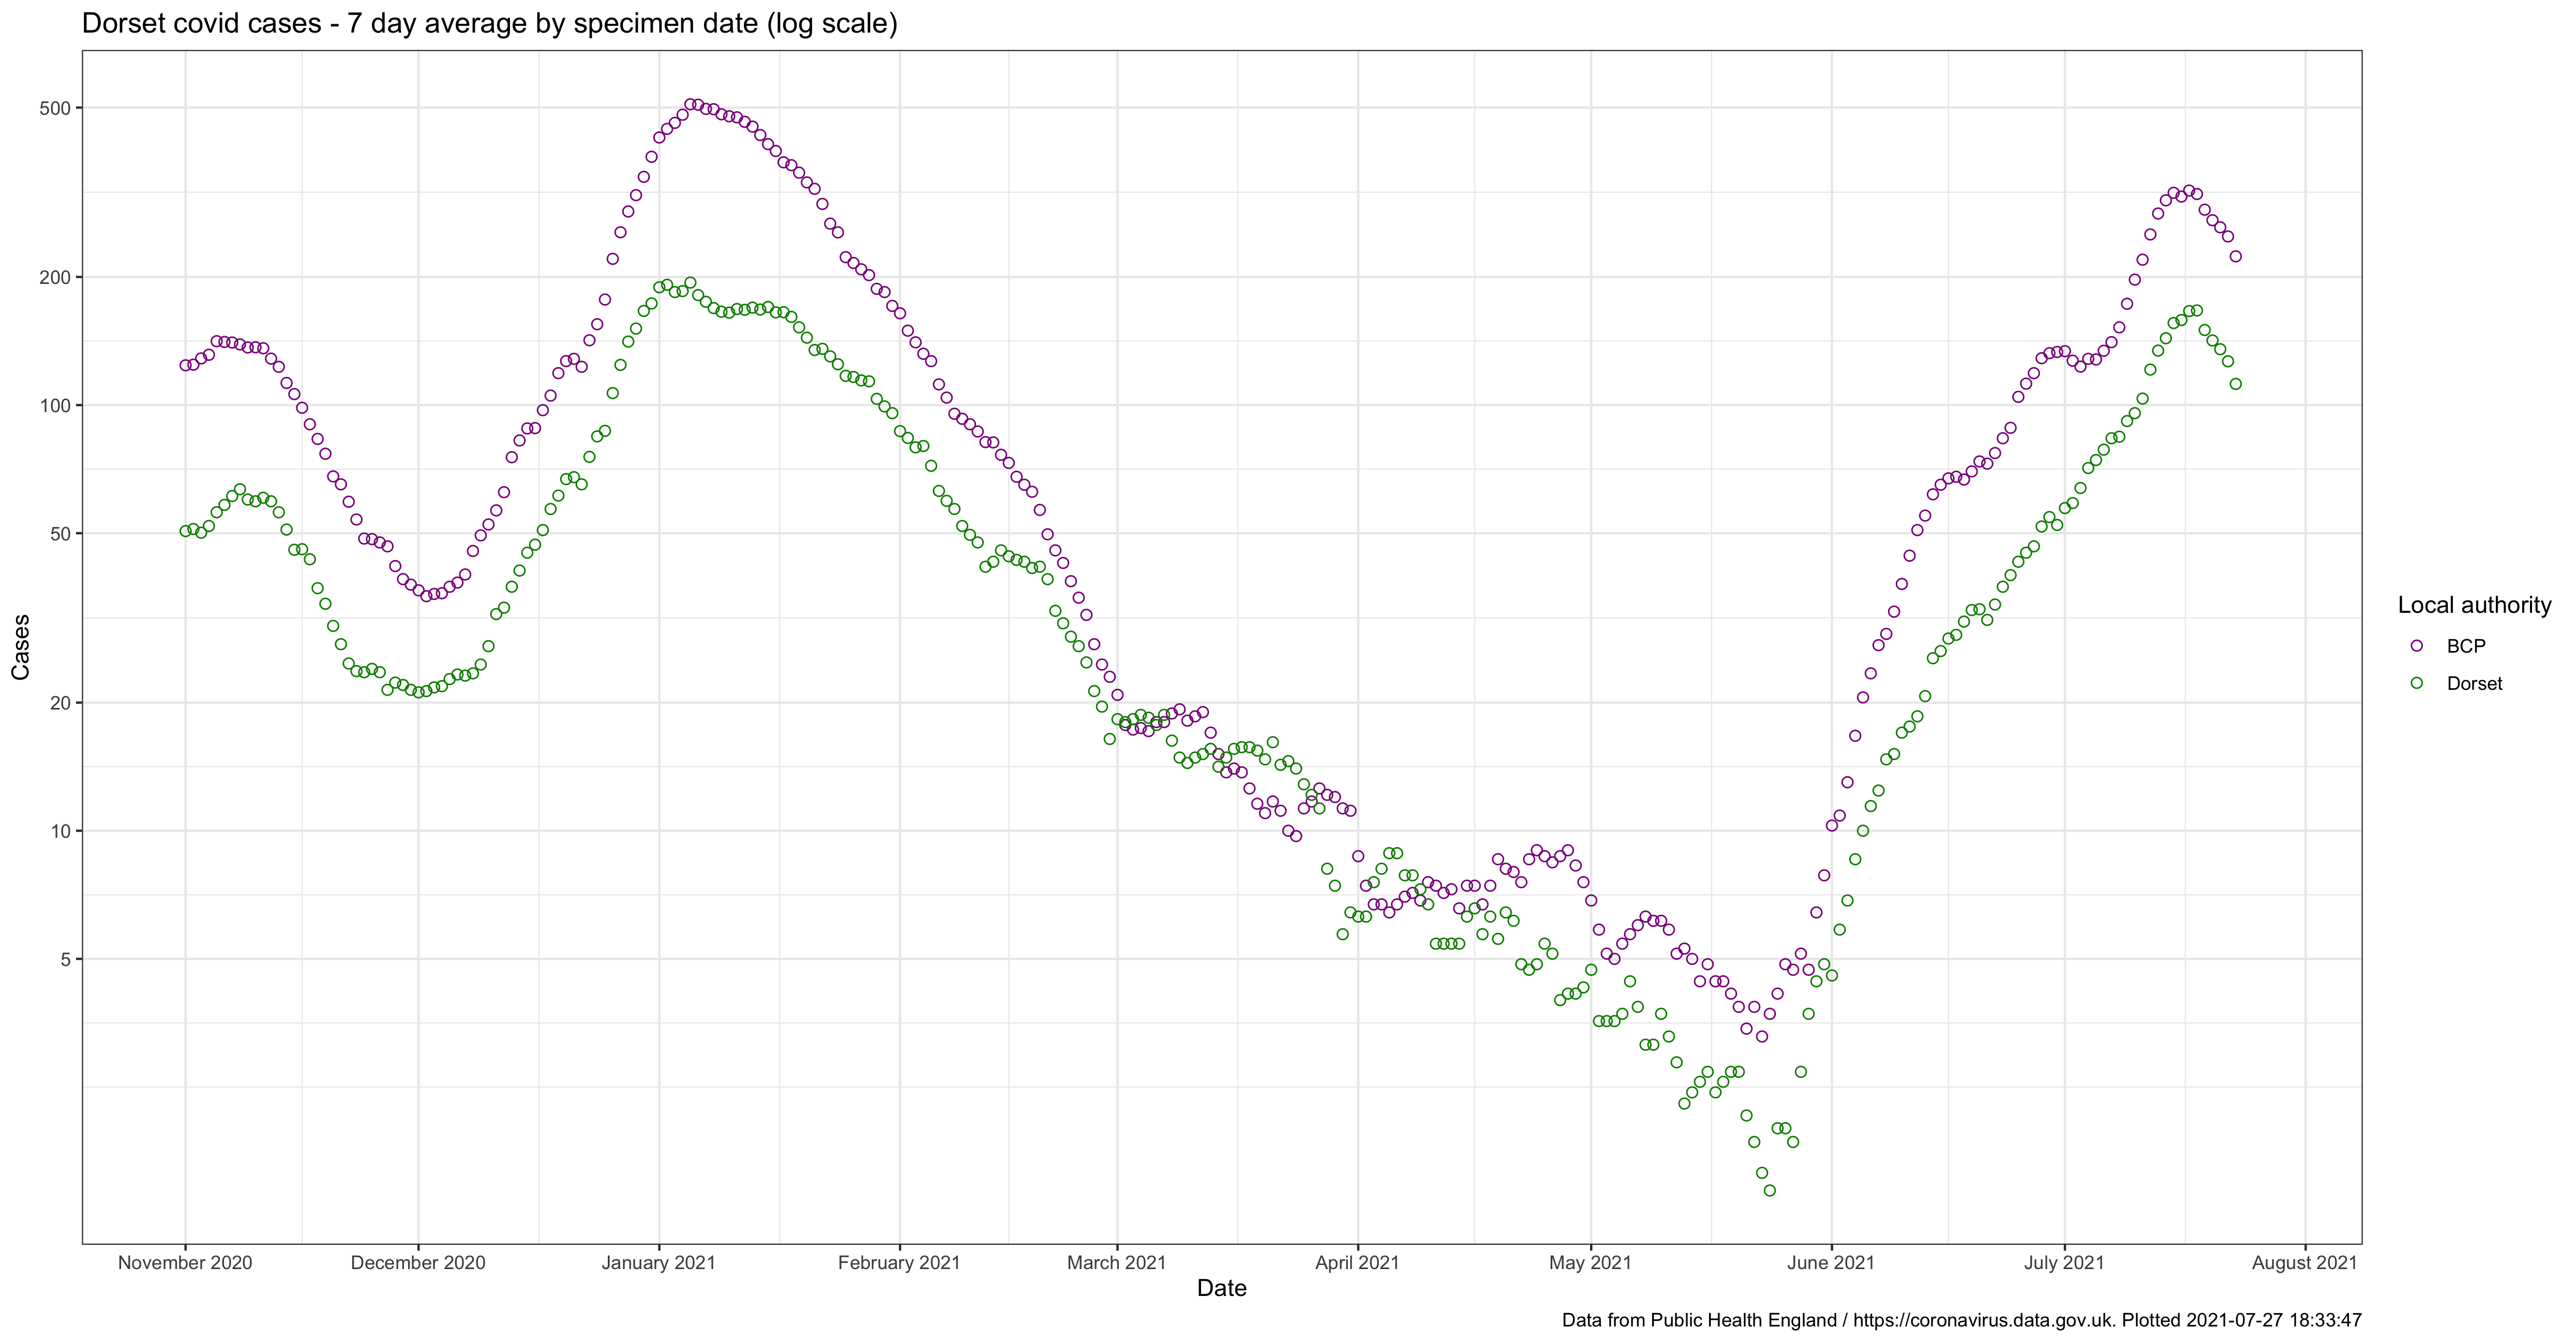 Dorset covid cases - 7 day average by specimen date (log scale)
500
200
100
50
20
10
5
Cases
November 2020
December 2020
January 2021
February 2021
March 2021
April 2021
May 2021
June 2021
July 2021
August 2021
Date
Local authority
BCP
Dorset
Data from Public Health England / https://coronavirus.data.gov.uk. Plotted 2021-07-27 18:33:47